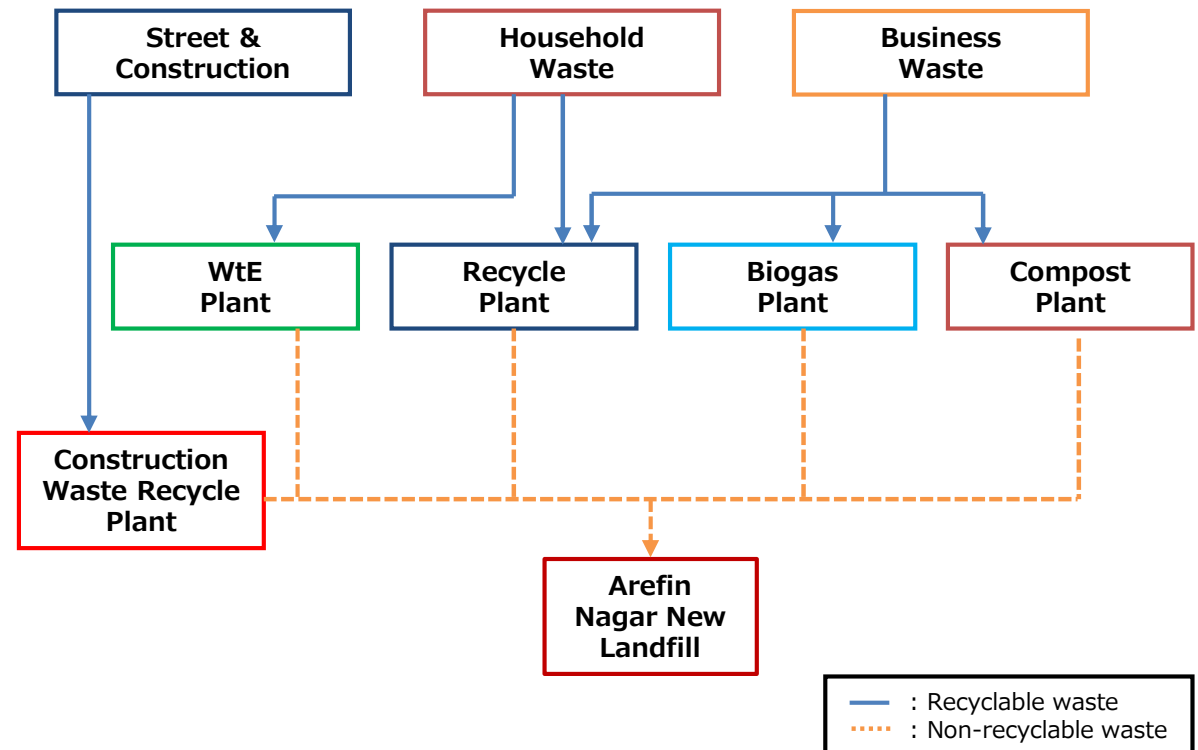 Street &
Construction
Household
Waste
Business
Waste
WtE
Plant
Recycle
Plant
Biogas
Plant
Compost
Plant
Construction
Waste Recycle
Plant
Arefin
Nagar New
Landfill
: Recyclable waste
: Non-recyclable waste